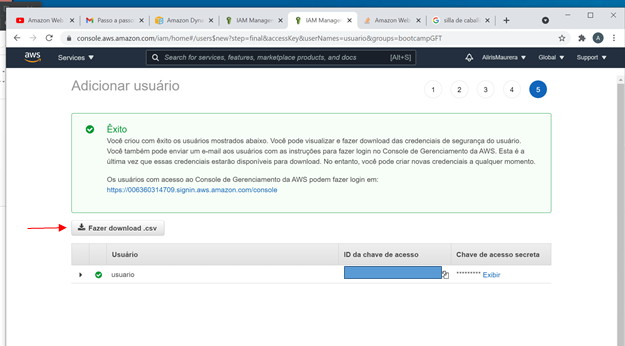 Amazon Web
Passo a passo
Amazon Dyn
IAM Manager
IAM Manage
Amazon Web
silla de caball
console.aws.amazon.com/iam/home#/users$new?step=final&accessKey&userNames=usuario&groups=bootcampGFT
A
aws
Services
Search for services, features, marketplace products, and docs [Alt+S]
AlirisMaurera
Global
Support
Adicionar usuário
1 2 3 4 5
Êxito
Você criou com êxito os usuários mostrados abaixo. Você pode visualizar e fazer download das credenciais de segurança do usuário.
Você também pode enviar um e-mail aos usuários com as instruções para fazer login no Console de Gerenciamento da AWS. Esta é a
última vez que essas credenciais estarão disponíveis para download. No entanto, você pode criar novas credenciais a qualquer momento.
Os usuários com acesso ao Console de Gerenciamento da AWS podem fazer login em:
https://006360314709.signin.aws.amazon.com/console
Fazer download .csv
Usuário ID da chave de acesso Chave de acesso secreta
usuario ********* Exibir